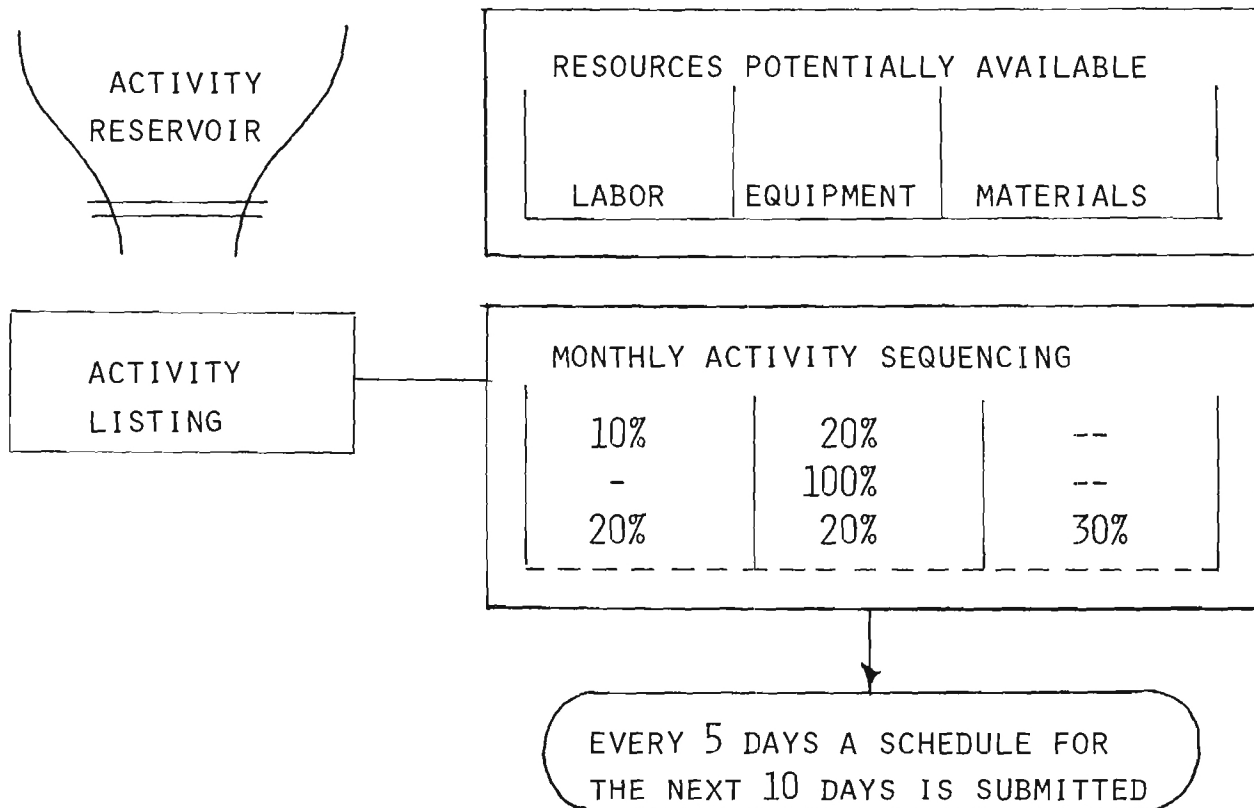 ACTIVITY
RESERVOIR
RESOURCES POTENTIALLY AVAILABLE
LABOR EQUIPMENT MATERIALS
ACTIVITY
LISTING
MONTHLY ACTIVITY SEQUENCING
10% 20% --
- 100% --
20% 20% 30%
EVERY 5 DAYS A SCHEDULE FOR
THE NEXT 10 DAYS IS SUBMITTED